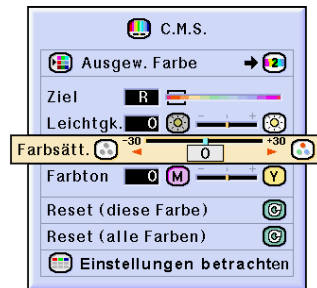 C.M.S.
Ausgew. Farbe 2
Ziel R
Leichtgk. 0
Farbsätt. -30 0 +30
Farbton 0 M Y
Reset (diese Farbe)
Reset (alle Farben)
Einstellungen betrachten